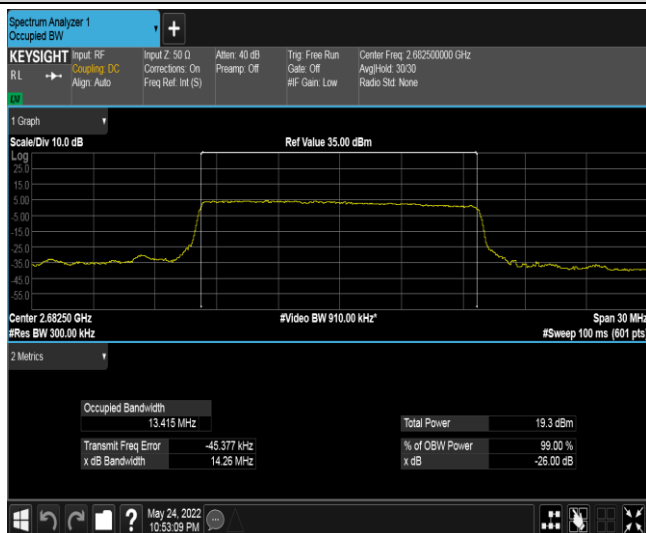 Spectrum Analyzer 1
Occupied BW
+
KEYSIGHT Input: RF Input Z: 50 Ω Atten: 40 dB Trig: Free Run Center Freq: 2.682500000 GHz
RL Coupling: DC Corrections: On Preamp: Off Gate: Off Avg|Hold: 30/30
Align: Auto Freq Ref: Int (S) #IF Gain: Low Radio Std: None
1 Graph
Scale/Div 10.0 dB Ref Value 35.00 dBm
Log
25.0
15.0
5.00
-5.00
-15.0
-25.0
-35.0
-45.0
-55.0
Center 2.68250 GHz #Video BW 910.00 kHz* Span 30 MHz
#Res BW 300.00 kHz #Sweep 100 ms (601 pts)
2 Metrics
Occupied Bandwidth
13.415 MHz Total Power 19.3 dBm
Transmit Freq Error -45.377 kHz % of OBW Power 99.00 %
x dB Bandwidth 14.26 MHz x dB -26.00 dB
? May 24, 2022
10:53:09 PM